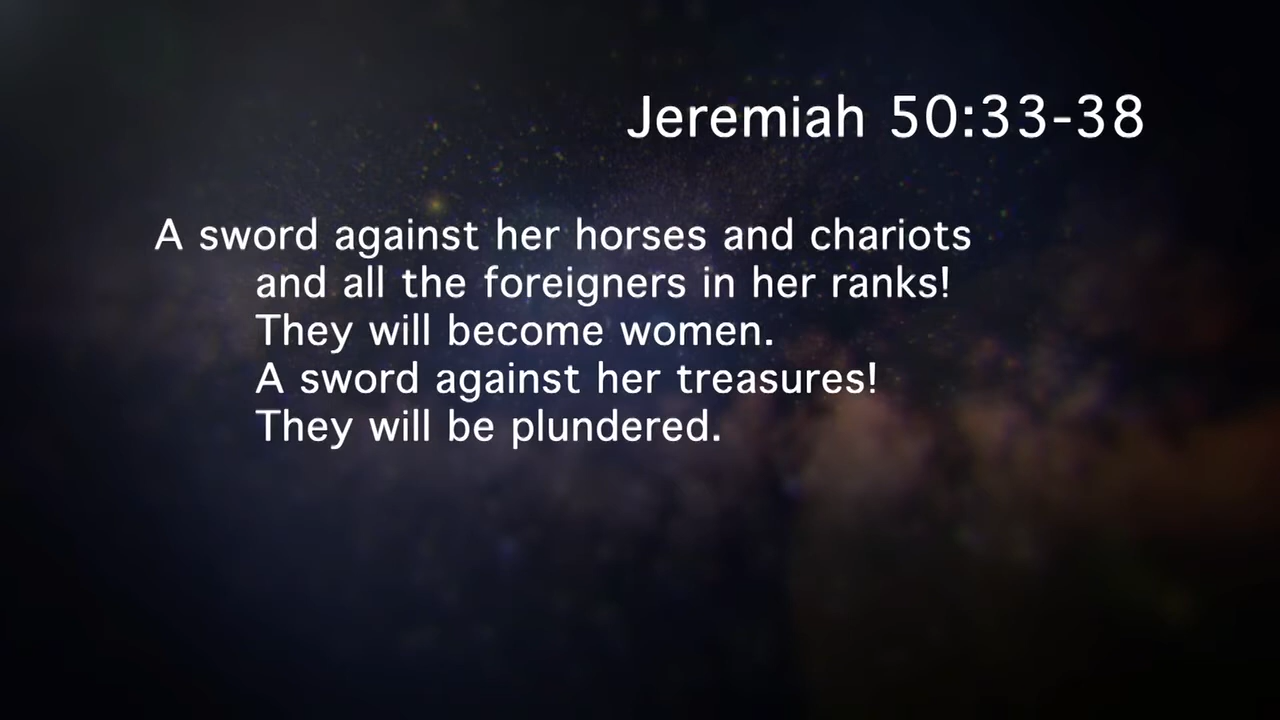 Jeremiah 50:33-38
A sword against her horses and chariots
and all the foreigners in her ranks!
They will become women.
A sword against her treasures!
They will be plundered.